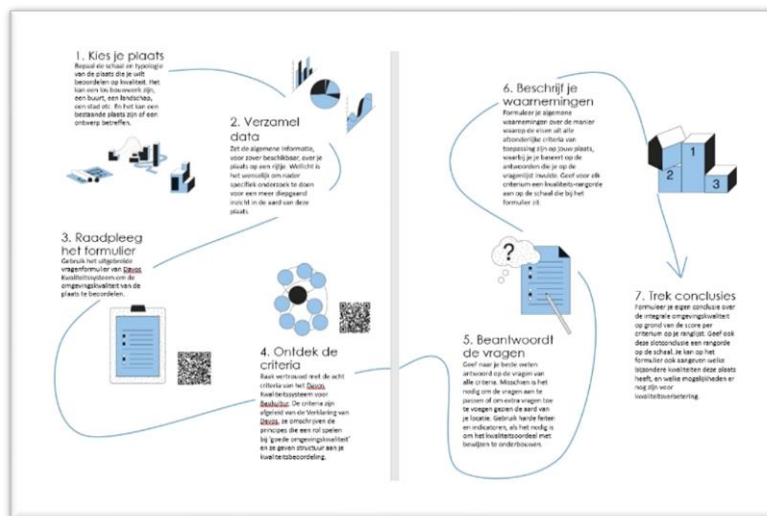 1. Kies je plaats
Bepaal de schaal en typologie
van de plaats die je wilt
beoordelen op kwaliteit. Het
kan een los bouwwerk zijn,
een buurt, een landschap,
een stad etc. En het kan een
bestaande plaats zijn of een
ontwerp betreffen.
2. Verzamel
data
Zet de algemene informatie,
voor zover beschikbaar, over je
plaats op een rijtje. Wellicht is
het wenselijk om nader
specifiek onderzoek te doen
voor een meer diepgaand
inzicht in de aard van deze
plaats.
3. Raadpleeg
het formulier
Gebruik het uitgebreide
vragenformulier van Davos
Kwaliteitssysteem om de
omgevingskwaliteit van de
plaats te beoordelen.
4. Ontdek de
criteria
Raak vertrouwd met de acht
criteria van het Davos
Kwaliteitssysteem voor
Baukultur. De criteria zijn
afgeleid van de Verklaring van
Davos, ze omschrijven de
principes die een rol spelen
bij 'goede omgevingskwaliteit'
en ze geven structuur aan je
kwaliteitsbeoordeling.
?
5. Beantwoordt
de vragen
Geef naar je beste weten
antwoord op de vragen van
alle criteria. Misschien is het
nodig om de vragen aan te
passen of om extra vragen toe
te voegen gezien de aard van
je locatie. Gebruik harde feiten
en indicatoren, als het nodig is
om het kwaliteitsoordeel met
bewijzen te onderbouwen.
6. Beschrijf je
waarnemingen
Formuleer je algemene
waarnemingen over de manier
waarop de eisen uit alle
afzonderlijke criteria van
toepassing zijn op jouw plaats,
waarbij je je baseert op de
antwoorden die je op de
vragenlijst invulde. Geef voor elk
criterium een kwaliteits-rangorde
aan op de schaal die bij het
formulier zit.
1
2
3
7. Trek conclusies
Formuleer je eigen conclusie over
de integrale omgevingskwaliteit
op grond van de score per
criterium op je ranglijst. Geef ook
deze slotconclusie een rangorde
op de schaal. Je kan op het
formulier ook aangeven welke
bijzondere kwaliteiten deze plaats
heeft, en welke mogelijkheden er
nog zijn voor
kwaliteitsverbetering.